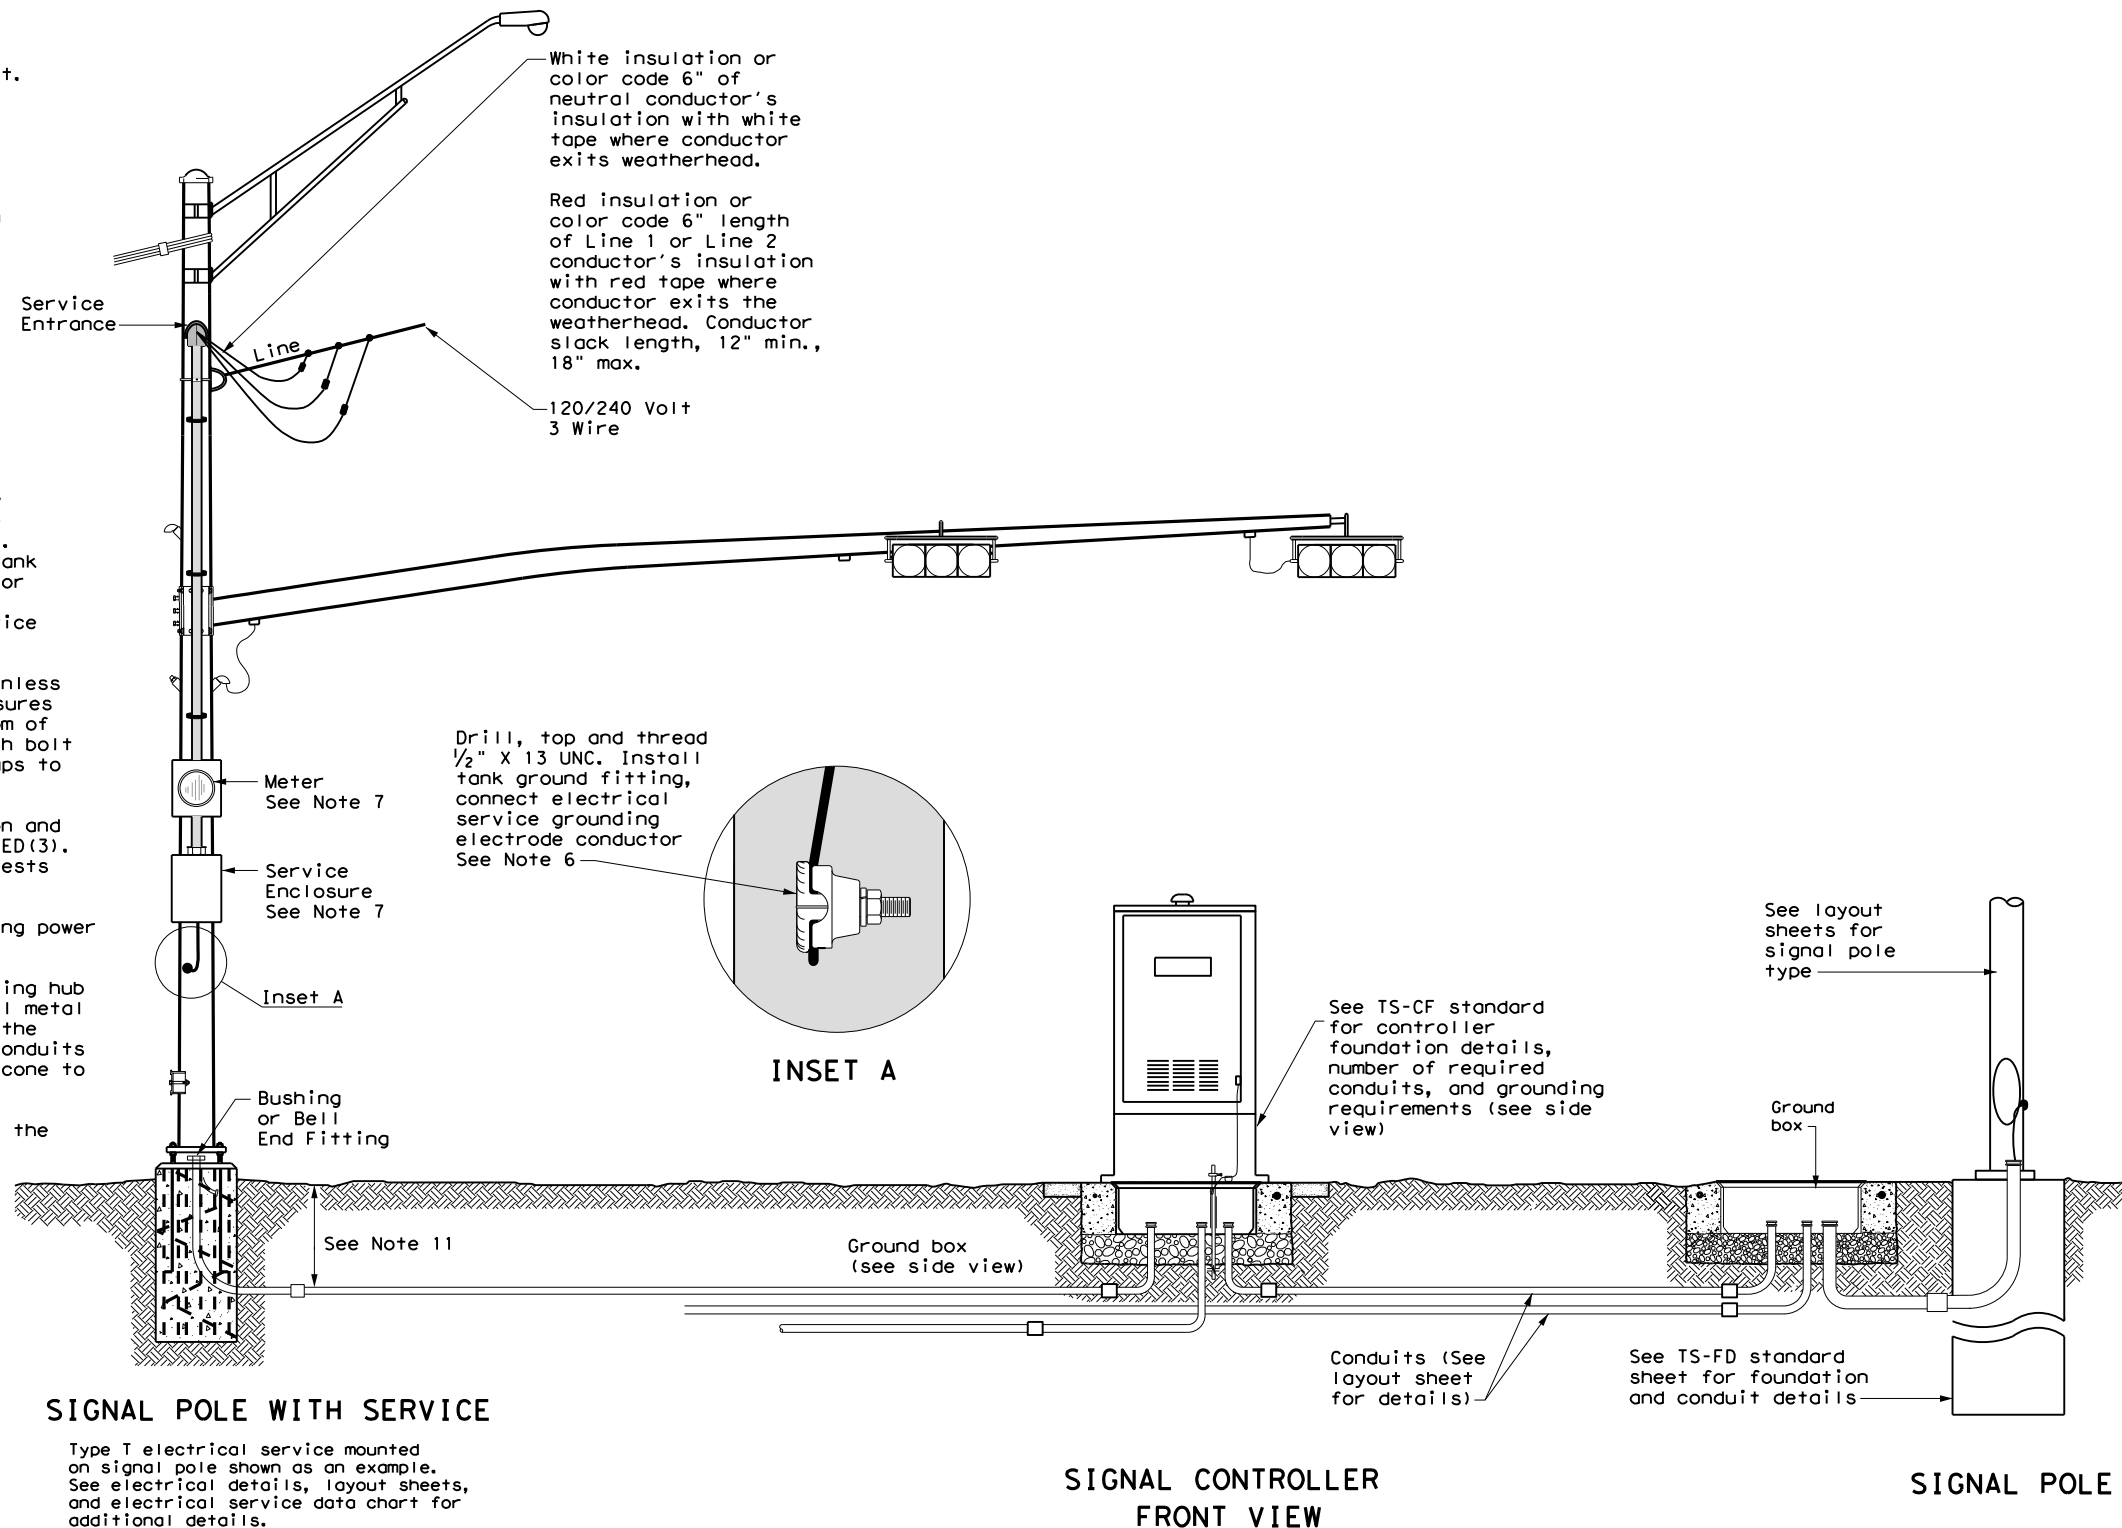 t.
ank
or
ice
nless
sures
m of
h bolt
ps to
n and
ED(3).
ests
ng power
ing hub
l metal
the
onduits
cone to
the
White insulation or
color code 6" of
neutral conductor's
insulation with white
tape where conductor
exits weatherhead.
Red insulation or
color code 6" length
of Line 1 or Line 2
conductor's insulation
with red tape where
conductor exits the
weatherhead. Conductor
slack length, 12" min.,
18" max.
Service
Entrance
Line
120/240 Volt
3 Wire
Drill, top and thread
½" X 13 UNC. Install
tank ground fitting,
connect electrical
service grounding
electrode conductor
See Note 6
Meter
See Note 7
Service
Enclosure
See Note 7
Inset A
INSET A
Bushing
or Bell
End Fitting
See Note 11
See TS-CF standard
for controller
foundation details,
number of required
conduits, and grounding
requirements (see side
view)
See layout
sheets for
signal pole
type
Ground
box
Ground box
(see side view)
Conduits (See
layout sheet
for details)
See TS-FD standard
sheet for foundation
and conduit details
SIGNAL POLE WITH SERVICE
Type T electrical service mounted
on signal pole shown as an example.
See electrical details, layout sheets,
and electrical service data chart for
additional details.
SIGNAL CONTROLLER
FRONT VIEW
SIGNAL POLE